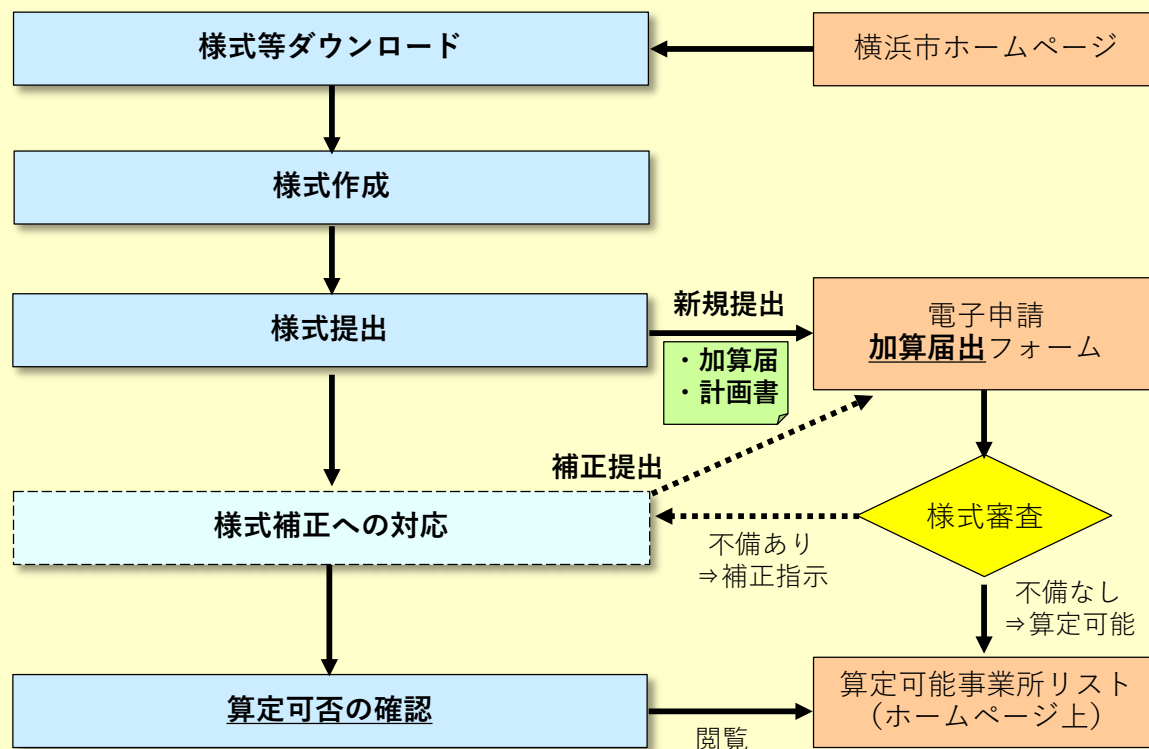 様式等ダウンロード
横浜市ホームページ
様式作成
様式提出
新規提出
・加算届
・計画書
電子申請
加算届出フォーム
補正提出
様式補正への対応
様式審査
不備あり
⇒補正指示
不備なし
⇒算定可能
算定可否の確認
閲覧
算定可能事業所リスト
（ホームページ上）